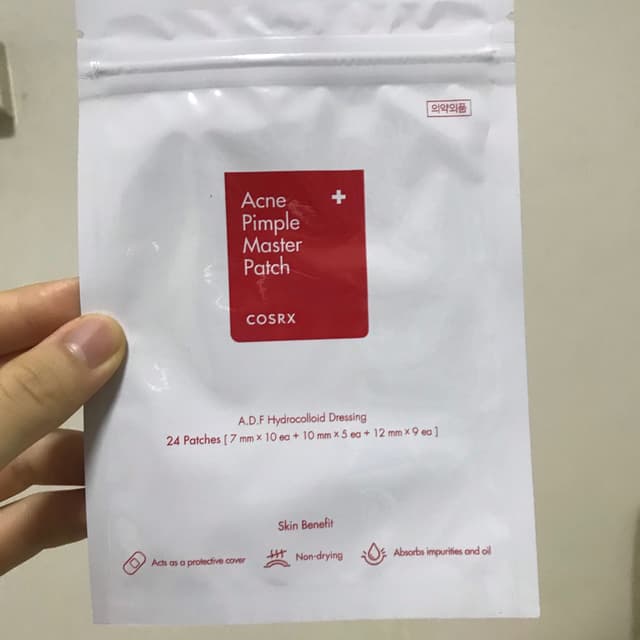 의약외품
Acne
Pimple
Master
Patch
COSRX
A.D.F Hydrocolloid Dressing
24 Patches [ 7 mm × 10 ea + 10 mm × 5 ea + 12 mm × 9 ea ]
Skin Benefit
Acts as a protective cover
Non-drying
Absorbs impurities and oil